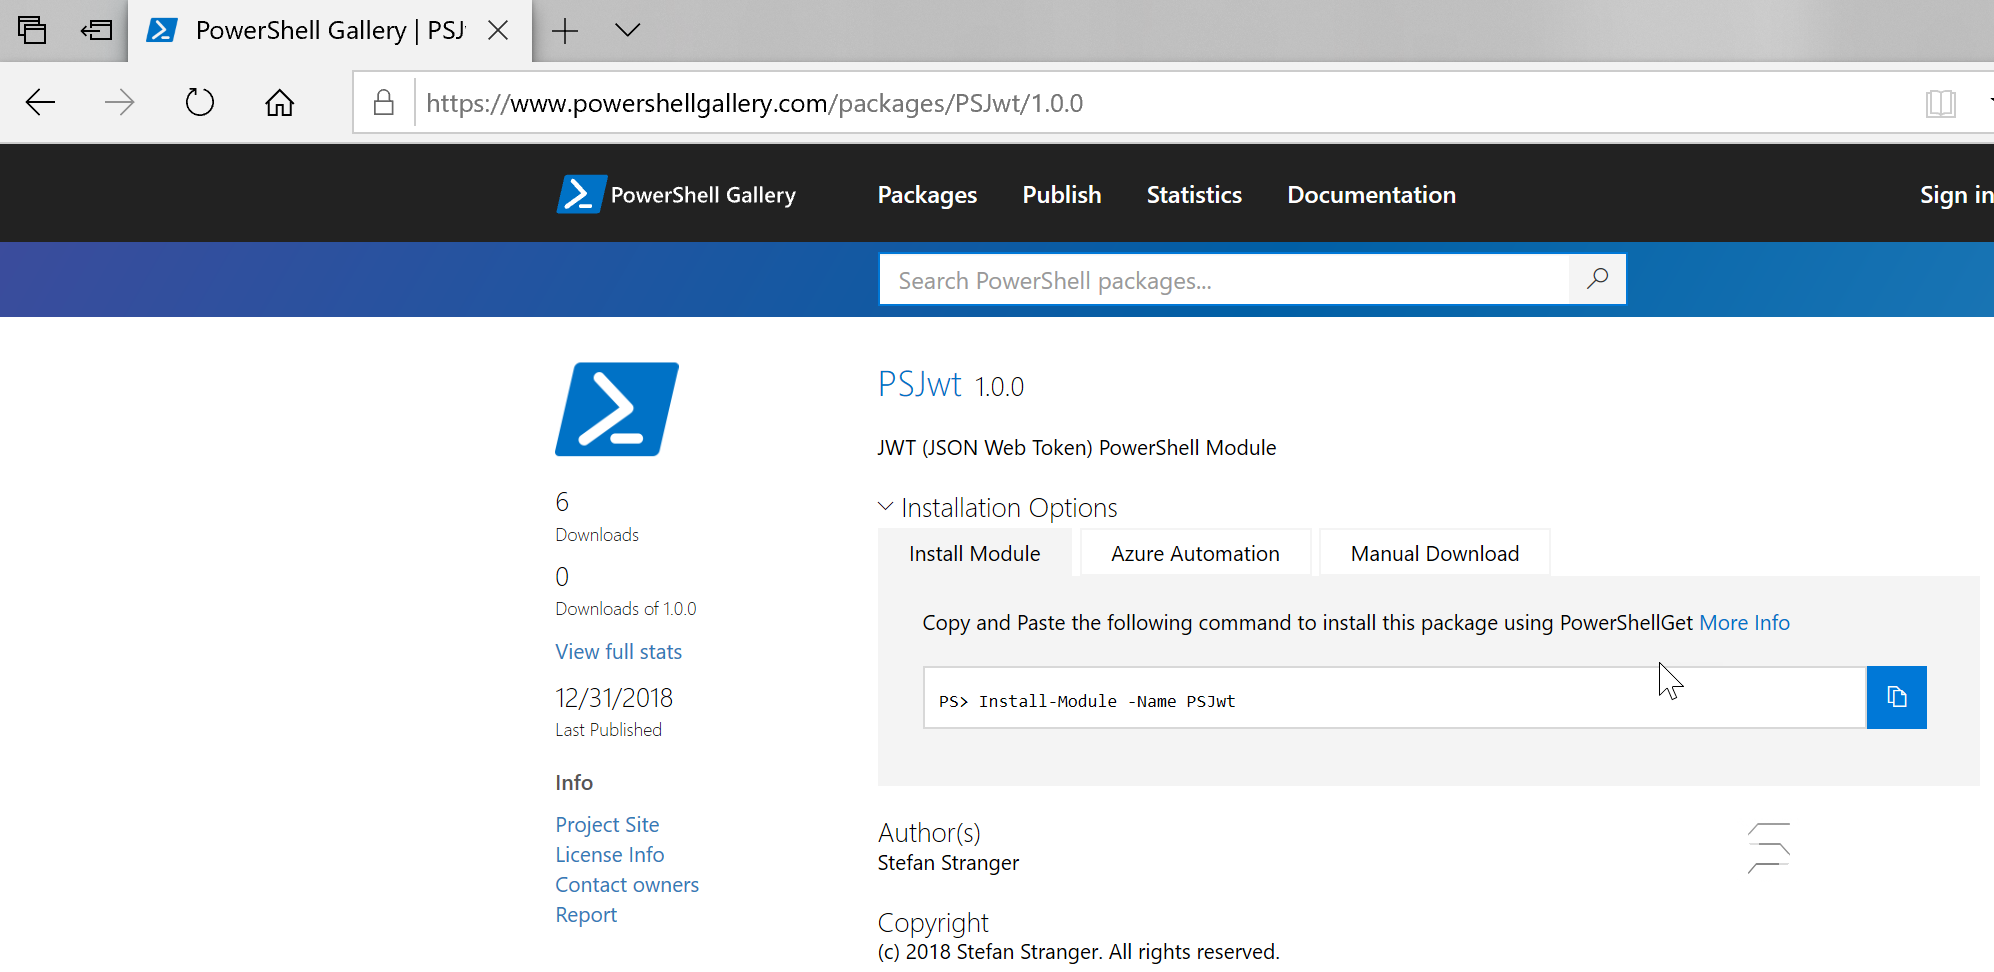 PowerShell Gallery | PSJ
https://www.powershellgallery.com/packages/PSJwt/1.0.0
PowerShell Gallery
Packages
Publish
Statistics
Documentation
Sign in
Search PowerShell packages...
PSJwt 1.0.0
JWT (JSON Web Token) PowerShell Module
6
Downloads
0
Downloads of 1.0.0
View full stats
12/31/2018
Last Published
Info
Project Site
License Info
Contact owners
Report
Installation Options
Install Module
Azure Automation
Manual Download
Copy and Paste the following command to install this package using PowerShellGet More Info
PS> Install-Module -Name PSJwt
Author(s)
Stefan Stranger
Copyright
(c) 2018 Stefan Stranger. All rights reserved.